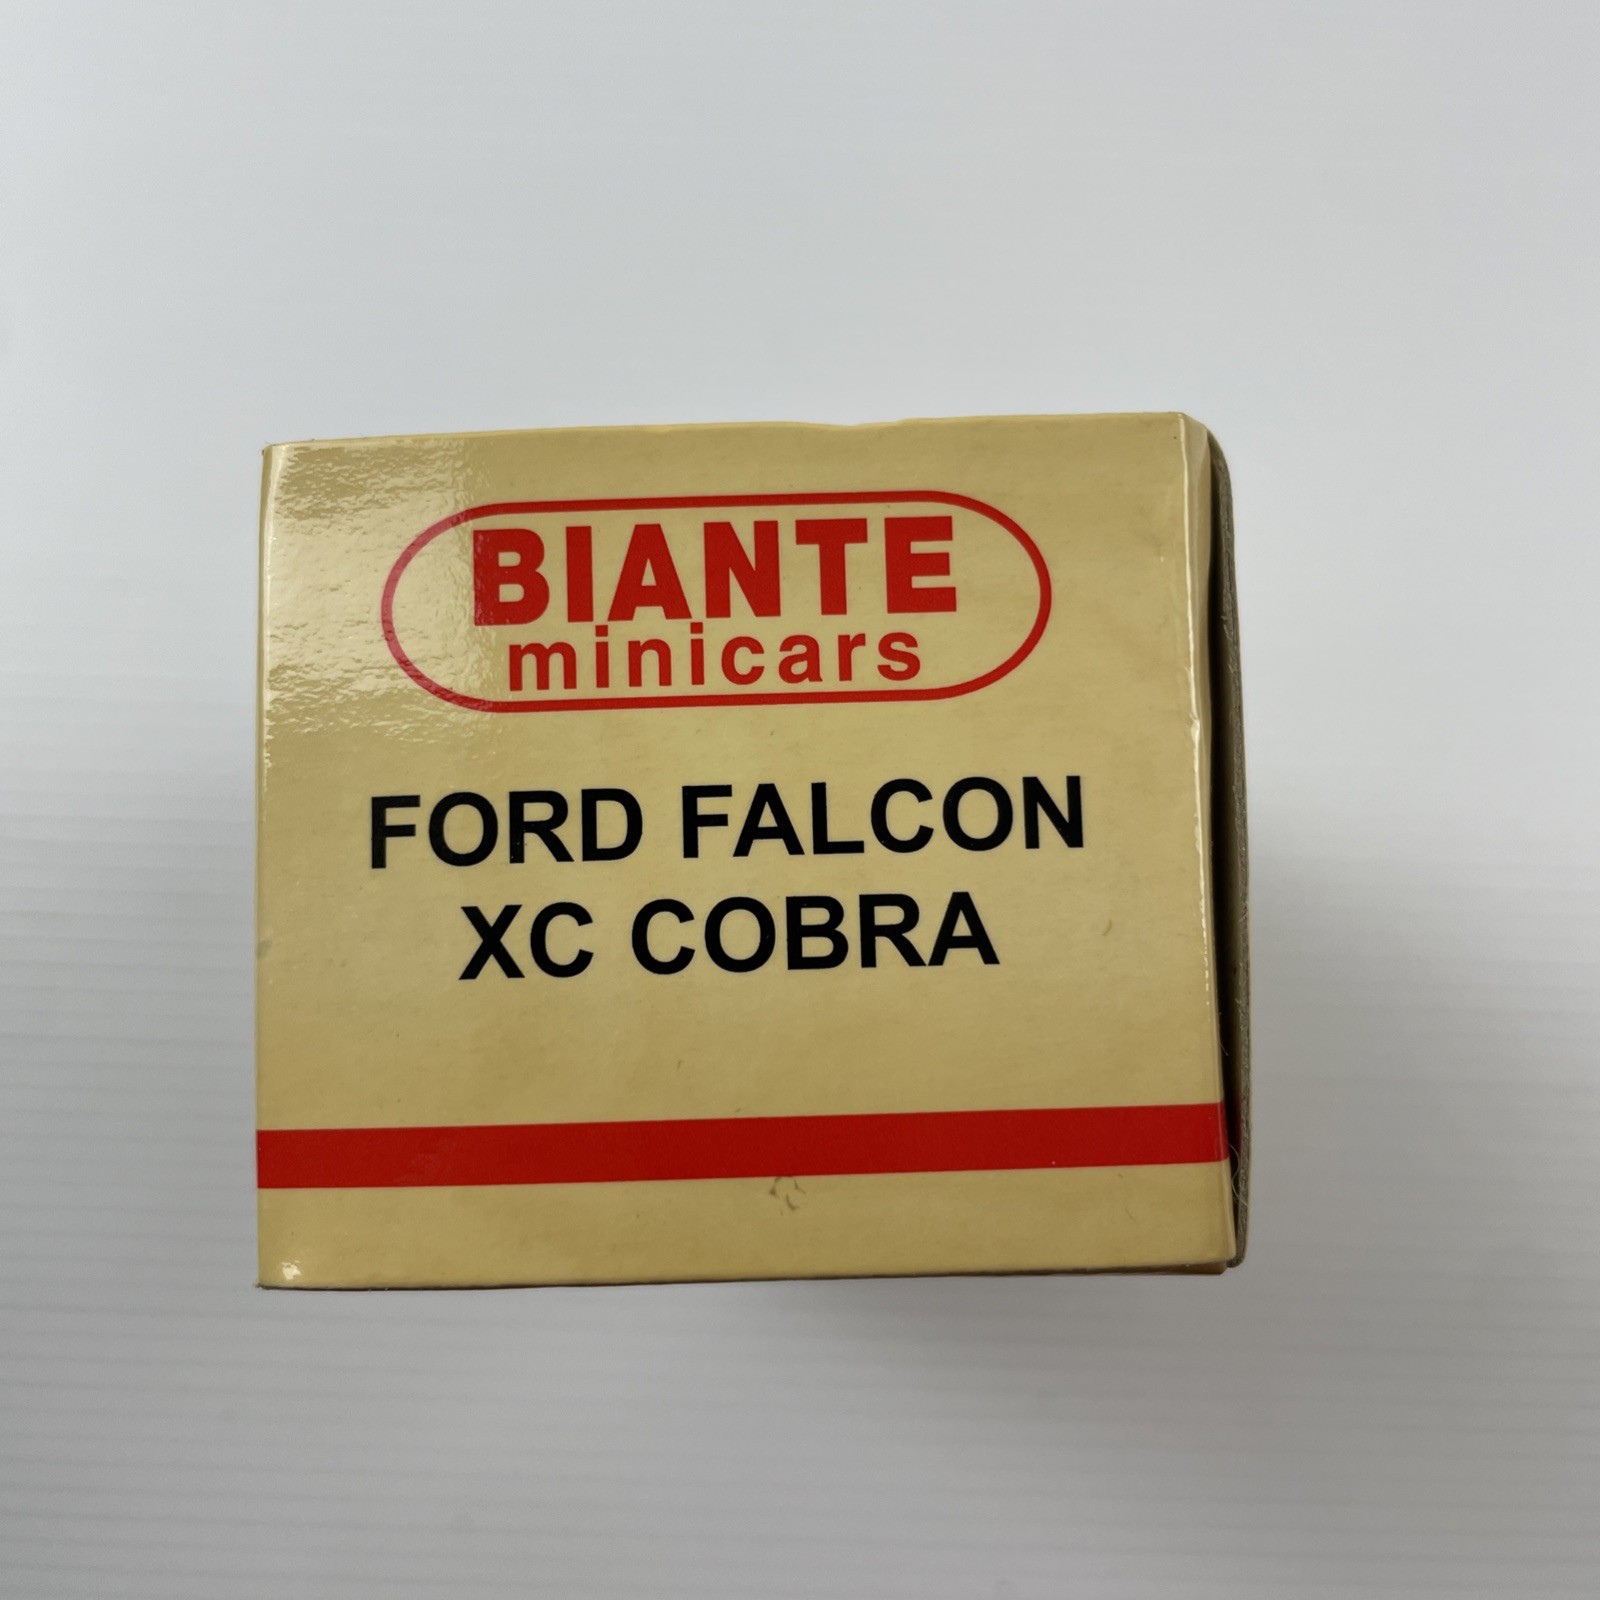 BIANTE
minicars
FORD FALCON
XC COBRA